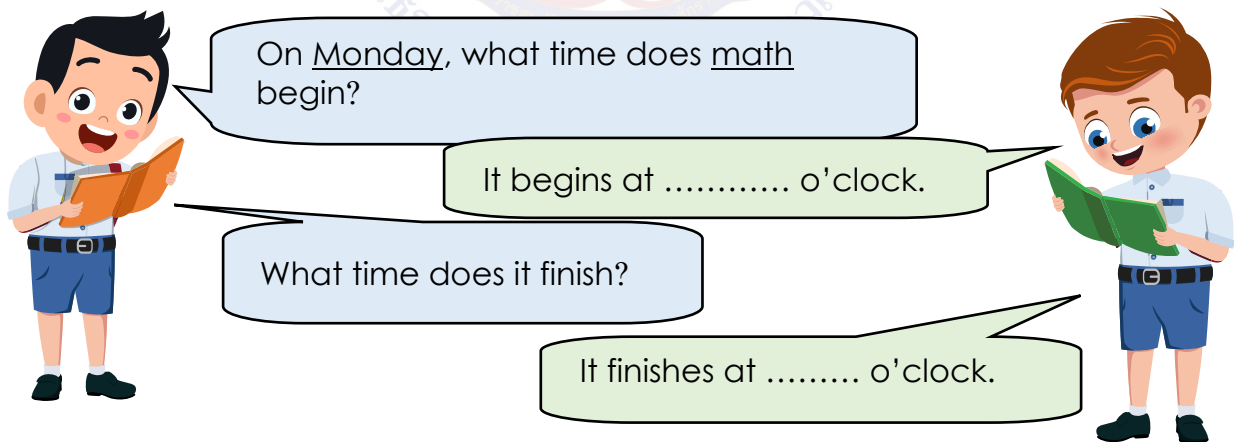 On Monday, what time does math
begin?
It begins at ………… o’clock.
What time does it finish?
It finishes at ……… o’clock.